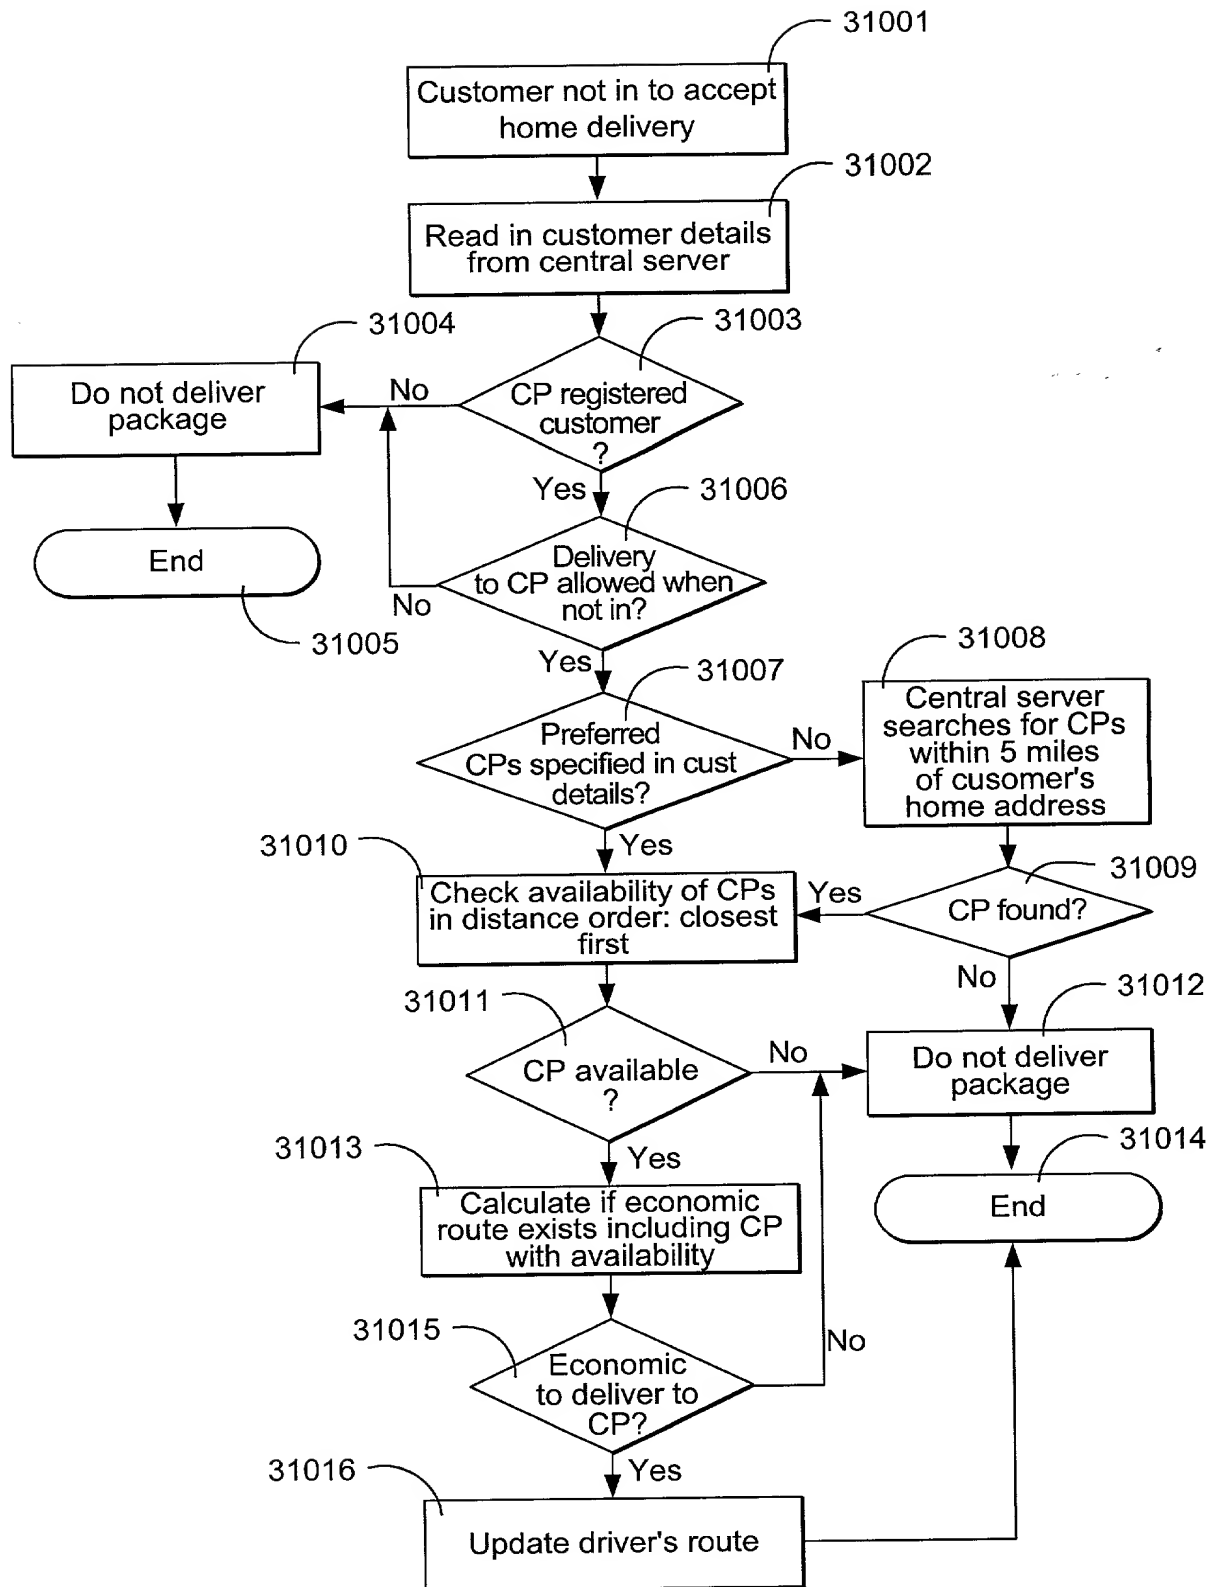 31001
Customer not in to accept
home delivery
31002
Read in customer details
from central server
31003
31004
CP registered
customer
?
No
Do not deliver
package
Yes
31006
End
31005
Delivery
to CP allowed when
not in?
No
Yes
31007
31008
Preferred
CPs specified in cust
details?
No
Central server
searches for CPs
within 5 miles
of cusomer's
home address
Yes
31010
31009
Check availability of CPs
in distance order: closest
first
Yes
CP found?
No
31011
31012
CP available
?
No
Do not deliver
package
Yes
31013
31014
Calculate if economic
route exists including CP
with availability
End
31015
Economic
to deliver to
CP?
No
Yes
31016
Update driver's route